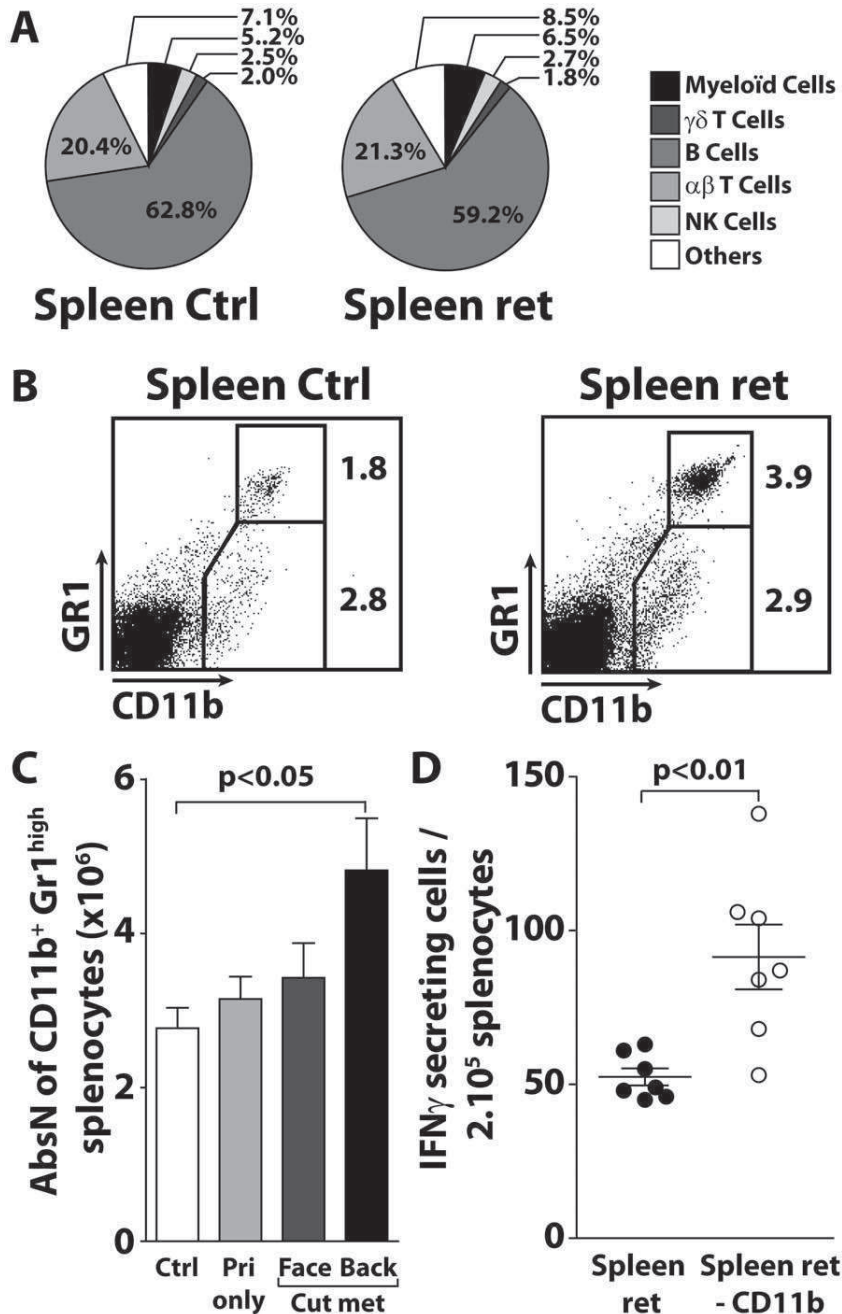 A
7.1%
5..2%
2.5%
2.0%
20.4%
62.8%
Spleen Ctrl
8.5%
6.5%
2.7%
1.8%
21.3%
59.2%
Spleen ret
Myeloïd Cells
γδ T Cells
B Cells
αβ T Cells
NK Cells
Others
B
Spleen Ctrl
1.8
2.8
GR1
CD11b
Spleen ret
3.9
2.9
GR1
CD11b
C
AbsN of CD11b⁺ Gr1ʰⁱᵍʰ
splenocytes (x10⁶)
6
4
2
0
p<0.05
Ctrl
Pri
only
Face
Back
Cut met
D
IFNγ secreting cells /
2.10⁵ splenocytes
150
100
50
0
p<0.01
Spleen
ret
Spleen ret
- CD11b